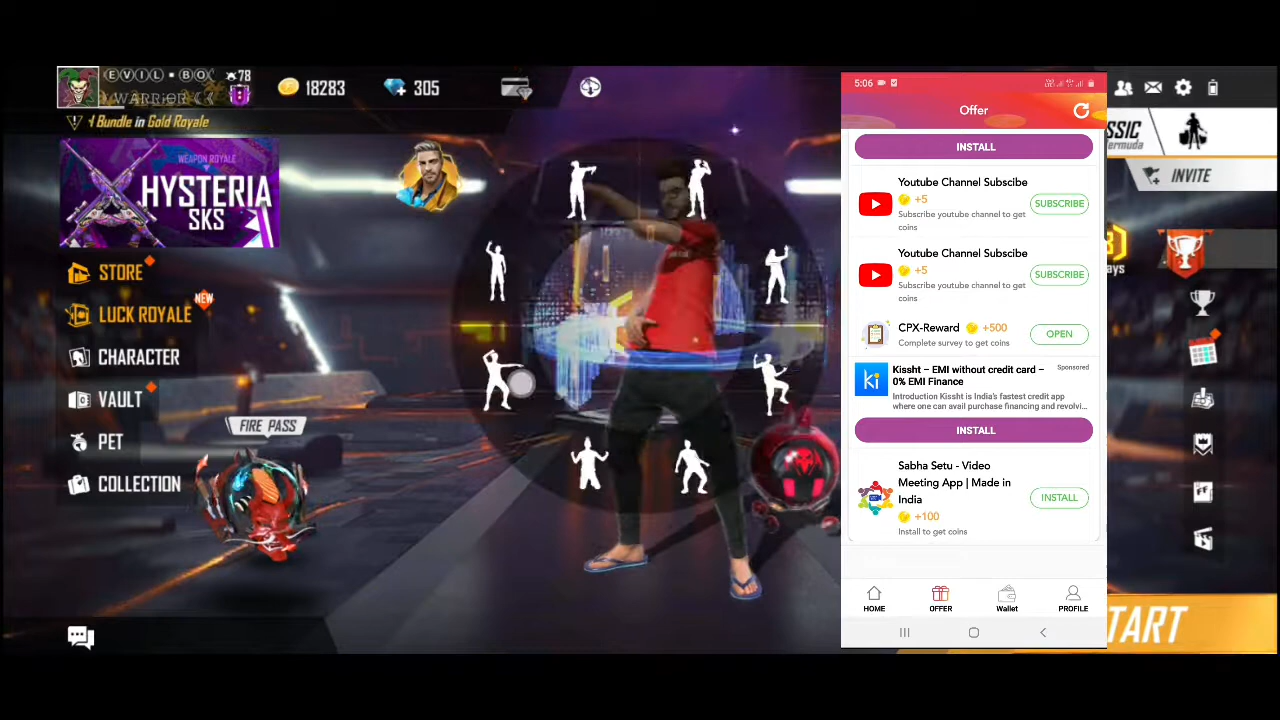 ⒺⓋⒾⓁ • ⒷⓄ
78
WARRIOR
18283
305
Bundle in Gold Royale
WEAPON ROYALE
HYSTERIA
SKS
STORE
LUCK ROYALE
NEW
CHARACTER
VAULT
FIRE PASS
PET
COLLECTION
5:06
Offer
INSTALL
Youtube Channel Subscibe
+5
Subscribe youtube channel to get
coins
SUBSCRIBE
Youtube Channel Subscibe
+5
Subscribe youtube channel to get
coins
SUBSCRIBE
CPX-Reward +500
Complete survey to get coins
OPEN
Kissht – EMI without credit card –
0% EMI Finance
Sponsored
Introduction Kissht is India's fastest credit app
where one can avail purchase financing and revolvi...
INSTALL
Sabha Setu - Video
Meeting App | Made in
India
+100
Install to get coins
INSTALL
HOME
OFFER
Wallet
PROFILE
SSIC
ermuda
INVITE
ays
FF
TART